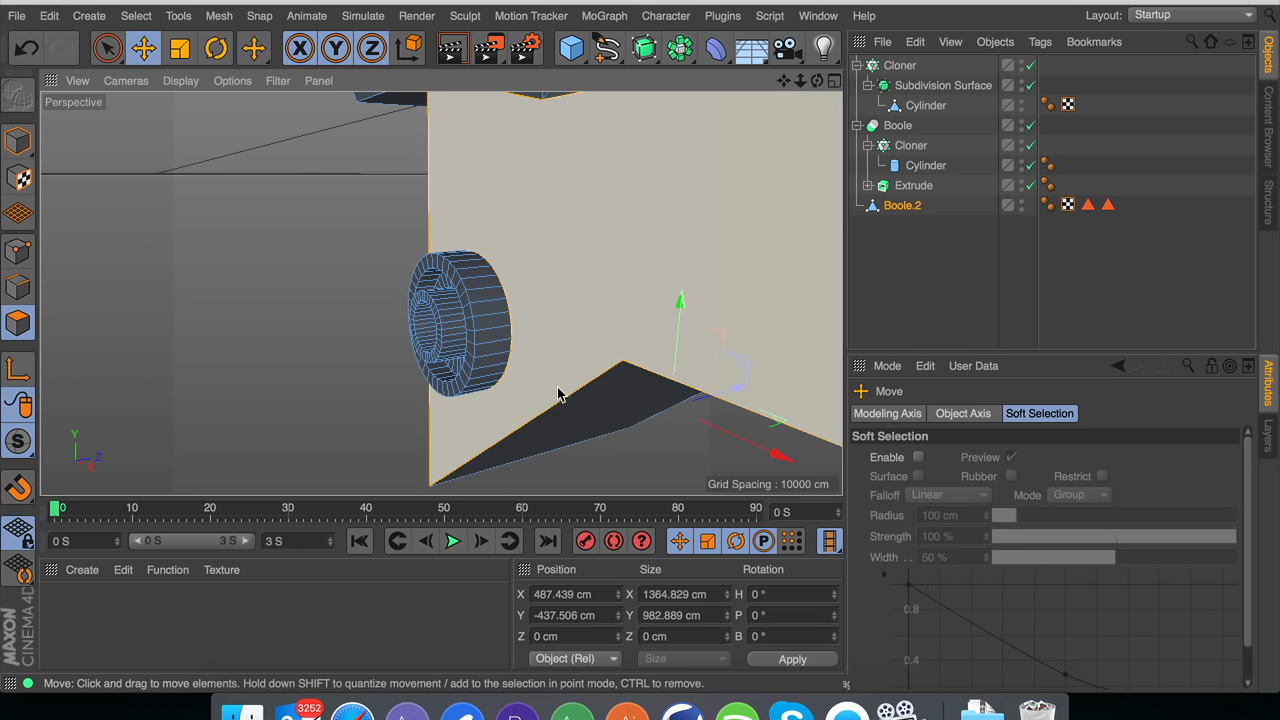 File Edit Create Select Tools Mesh Snap Animate Simulate Render Sculpt Motion Tracker MoGraph Character Plugins Script Window Help Layout: Startup
X Y Z
File Edit View Objects Tags Bookmarks
View Cameras Display Options Filter Panel
Perspective
Cloner
Subdivision Surface
Cylinder
Boole
Cloner
Cylinder
Extrude
Boole.2
Objects
Content Browser
Structure
Y
Z
X
Grid Spacing : 10000 cm
Mode Edit User Data
Move
Modeling Axis Object Axis Soft Selection
Soft Selection
Enable Preview
Surface Rubber Restrict
Falloff Linear Mode Group
Radius 100 cm
Strength 100 %
Width . . 50 %
0.8
0.4
Attributes
Layers
0 10 20 30 40 50 60 70 80 90 0 S
0 S 0 S 3 S 3 S
Create Edit Function Texture
Position Size Rotation
X 487.439 cm X 1364.829 cm H 0 °
Y -437.506 cm Y 982.889 cm P 0 °
Z 0 cm Z 0 cm B 0 °
Object (Rel) Size Apply
MAXON
CINEMA 4D
Move: Click and drag to move elements. Hold down SHIFT to quantize movement / add to the selection in point mode, CTRL to remove.
3252